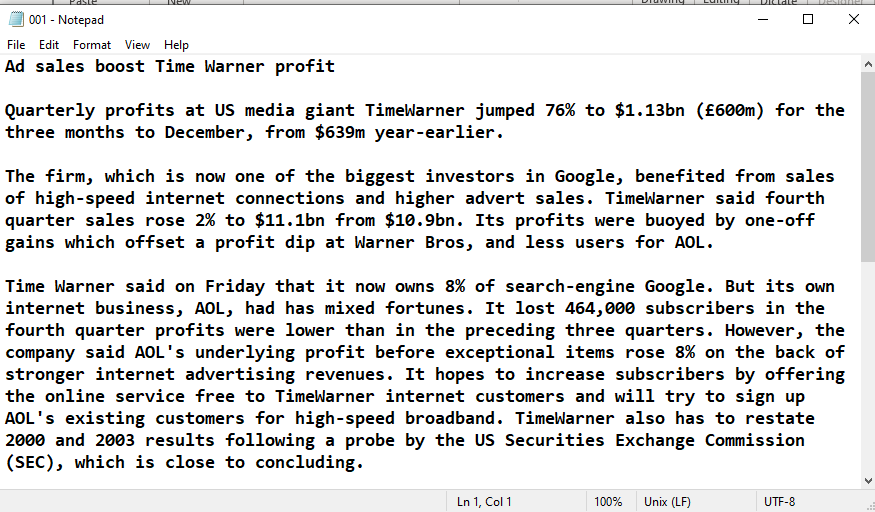 Paste New Drawing Editing Dictate Designer
001 - Notepad
File Edit Format View Help
Ad sales boost Time Warner profit
Quarterly profits at US media giant TimeWarner jumped 76% to $1.13bn (£600m) for the
three months to December, from $639m year-earlier.
The firm, which is now one of the biggest investors in Google, benefited from sales
of high-speed internet connections and higher advert sales. TimeWarner said fourth
quarter sales rose 2% to $11.1bn from $10.9bn. Its profits were buoyed by one-off
gains which offset a profit dip at Warner Bros, and less users for AOL.
Time Warner said on Friday that it now owns 8% of search-engine Google. But its own
internet business, AOL, had has mixed fortunes. It lost 464,000 subscribers in the
fourth quarter profits were lower than in the preceding three quarters. However, the
company said AOL's underlying profit before exceptional items rose 8% on the back of
stronger internet advertising revenues. It hopes to increase subscribers by offering
the online service free to TimeWarner internet customers and will try to sign up
AOL's existing customers for high-speed broadband. TimeWarner also has to restate
2000 and 2003 results following a probe by the US Securities Exchange Commission
(SEC), which is close to concluding.
Ln 1, Col 1 100% Unix (LF) UTF-8